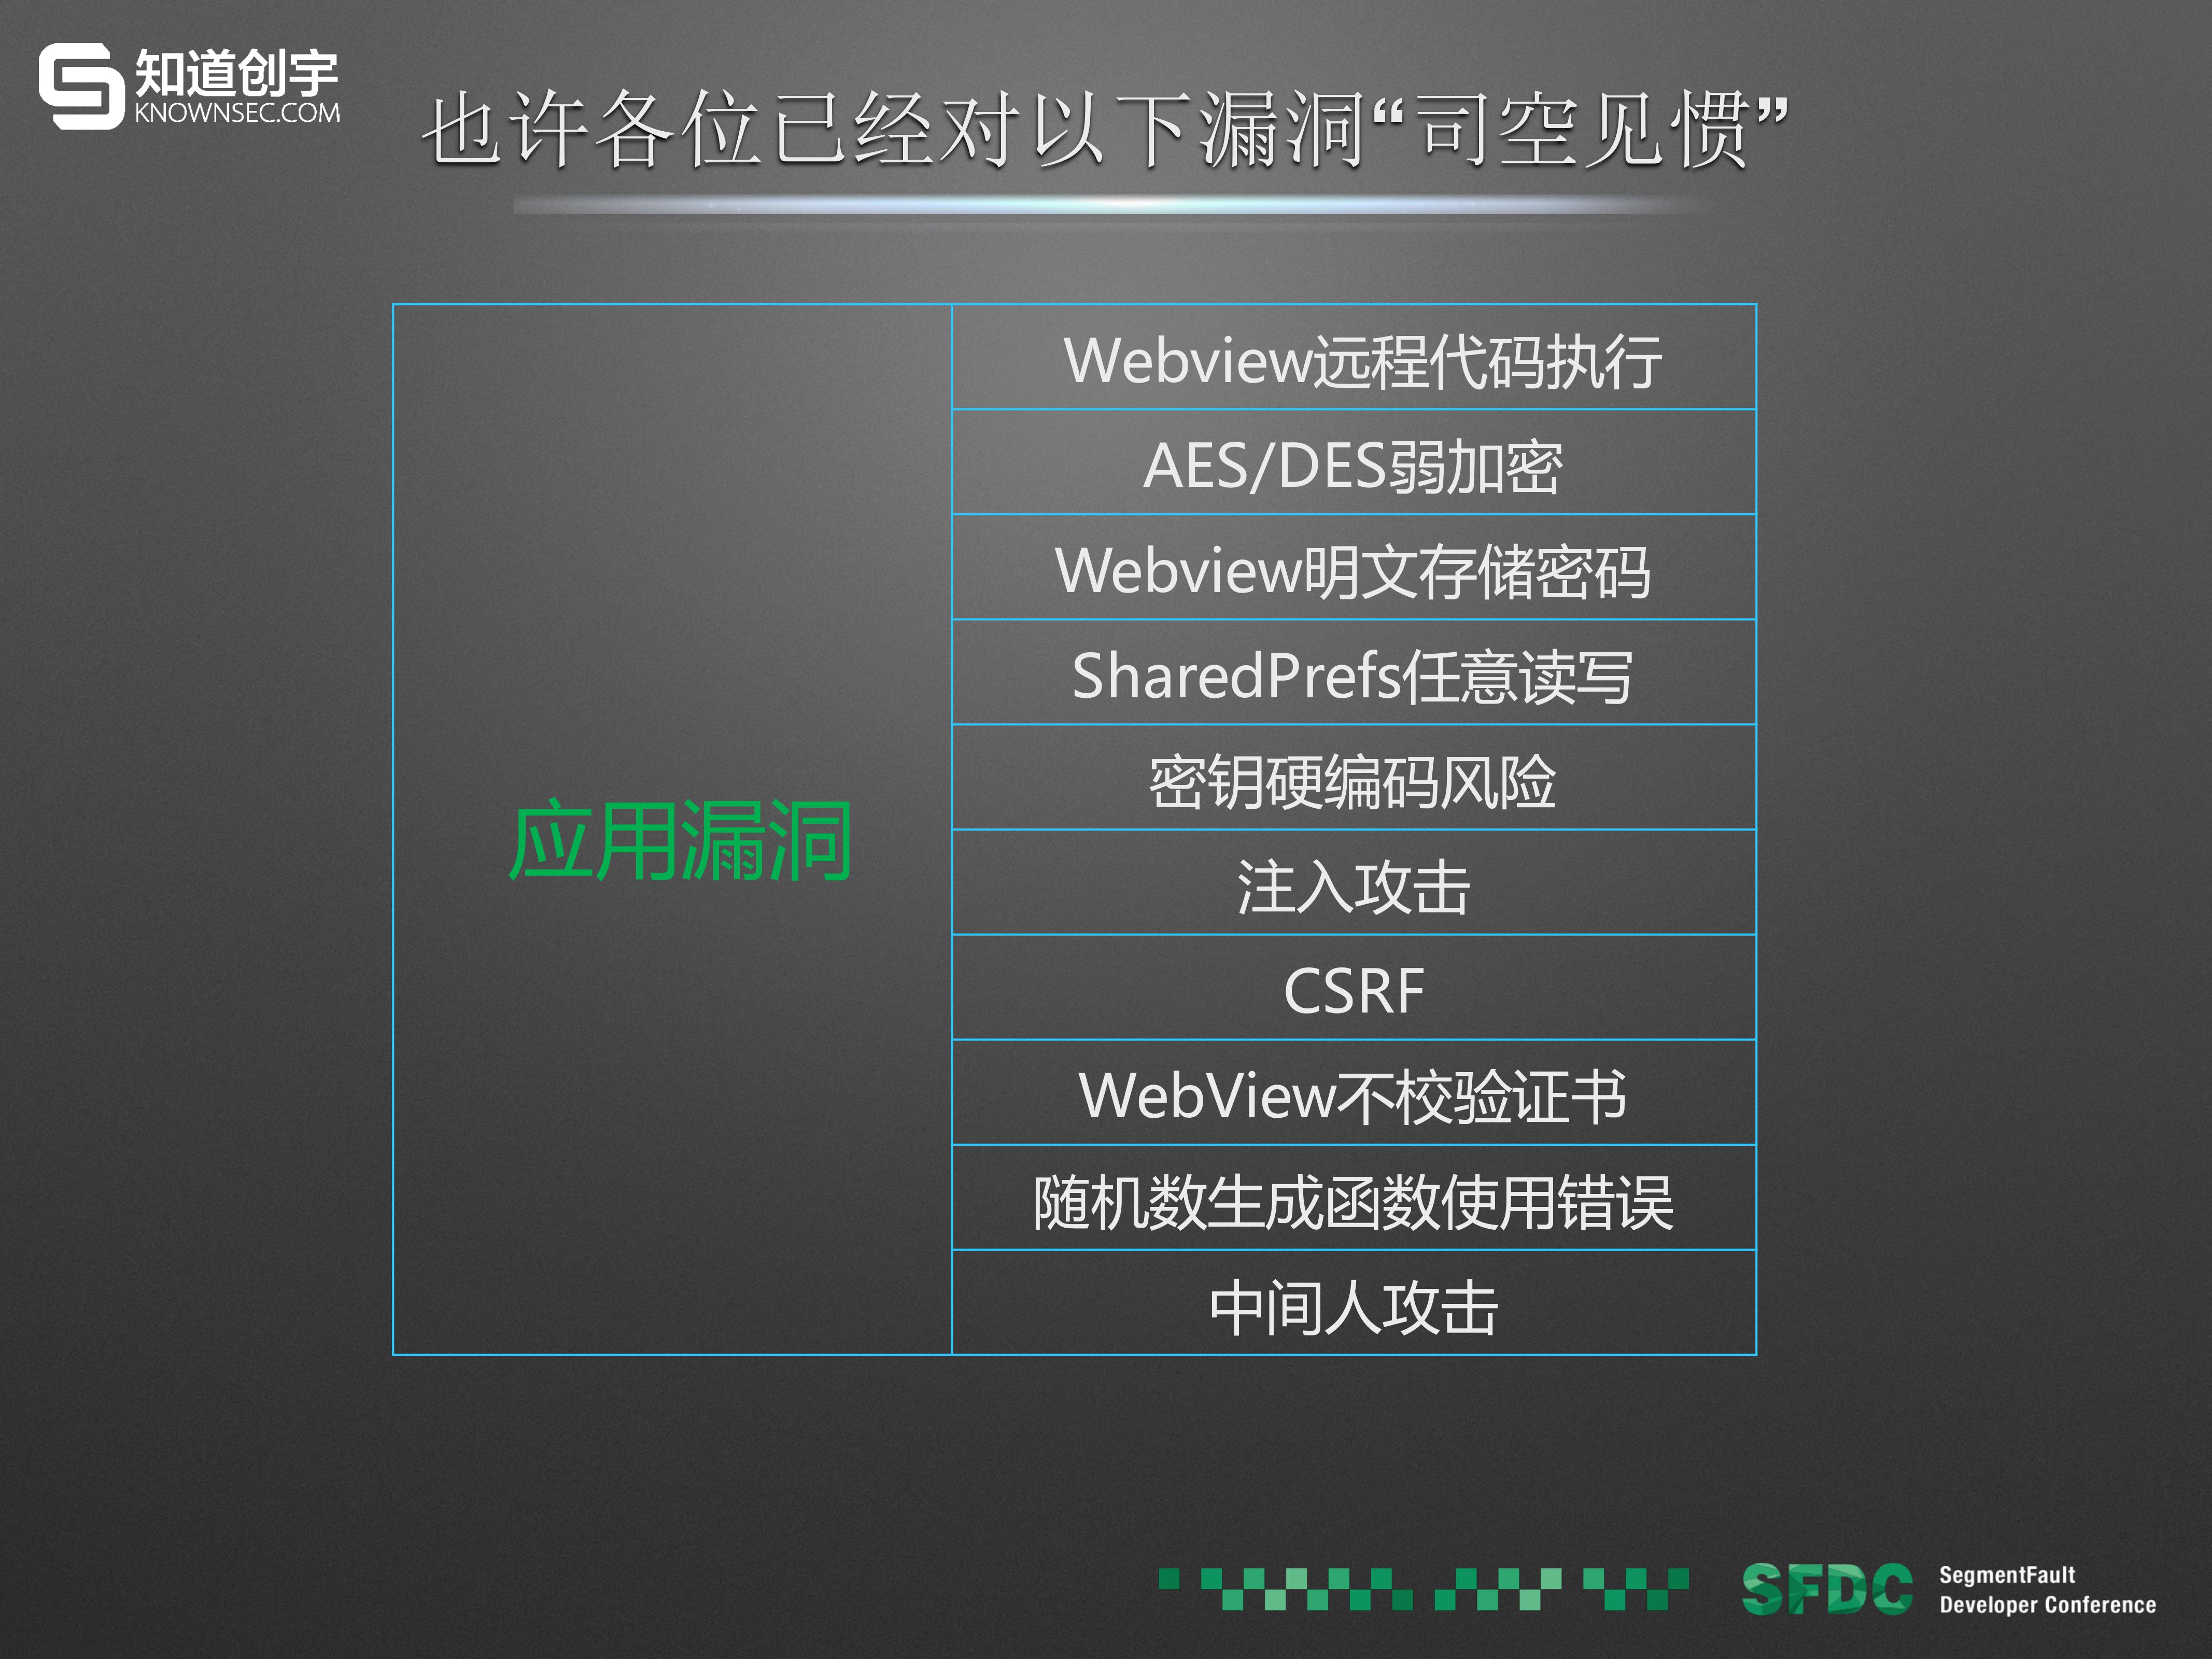 知道创宇
KNOWNSEC.COM
也许各位已经对以下漏洞“司空见惯”
应用漏洞
Webview远程代码执行
AES/DES弱加密
Webview明文存储密码
SharedPrefs任意读写
密钥硬编码风险
注入攻击
CSRF
WebView不校验证书
随机数生成函数使用错误
中间人攻击
SFDC
SegmentFault
Developer Conference